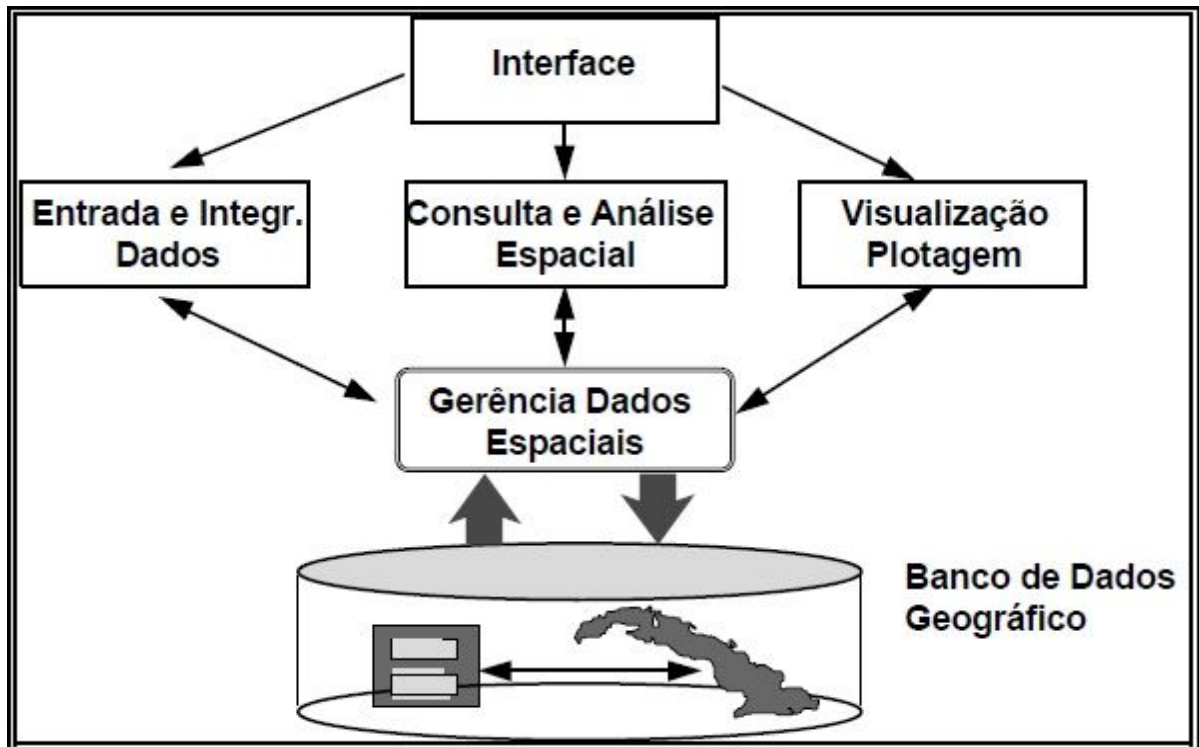 Interface
Entrada e Integr.
Dados
Consulta e Análise
Espacial
Visualização
Plotagem
Gerência Dados
Espaciais
Banco de Dados
Geográfico